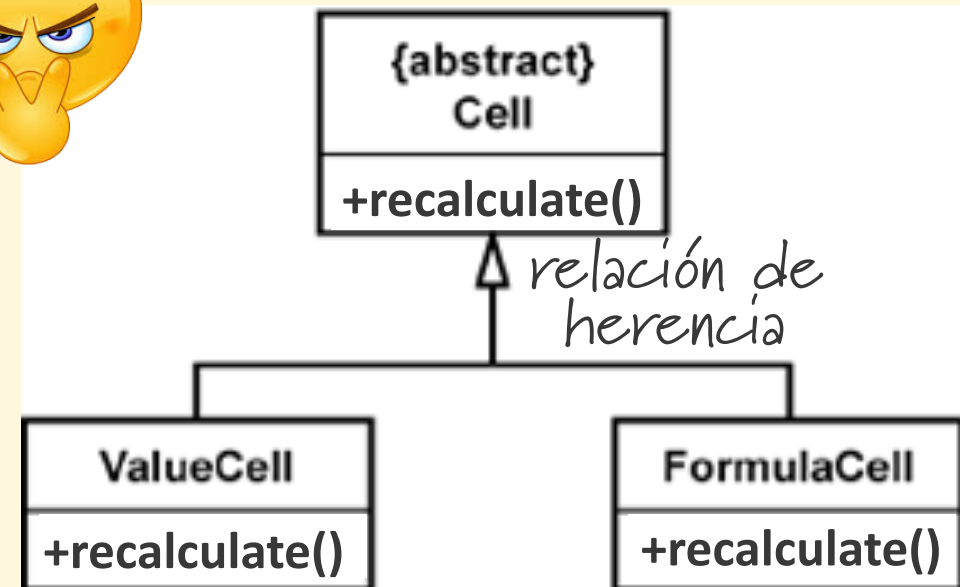 {abstract}
Cell
+recalculate()
relación de
herencia
ValueCell
+recalculate()
FormulaCell
+recalculate()